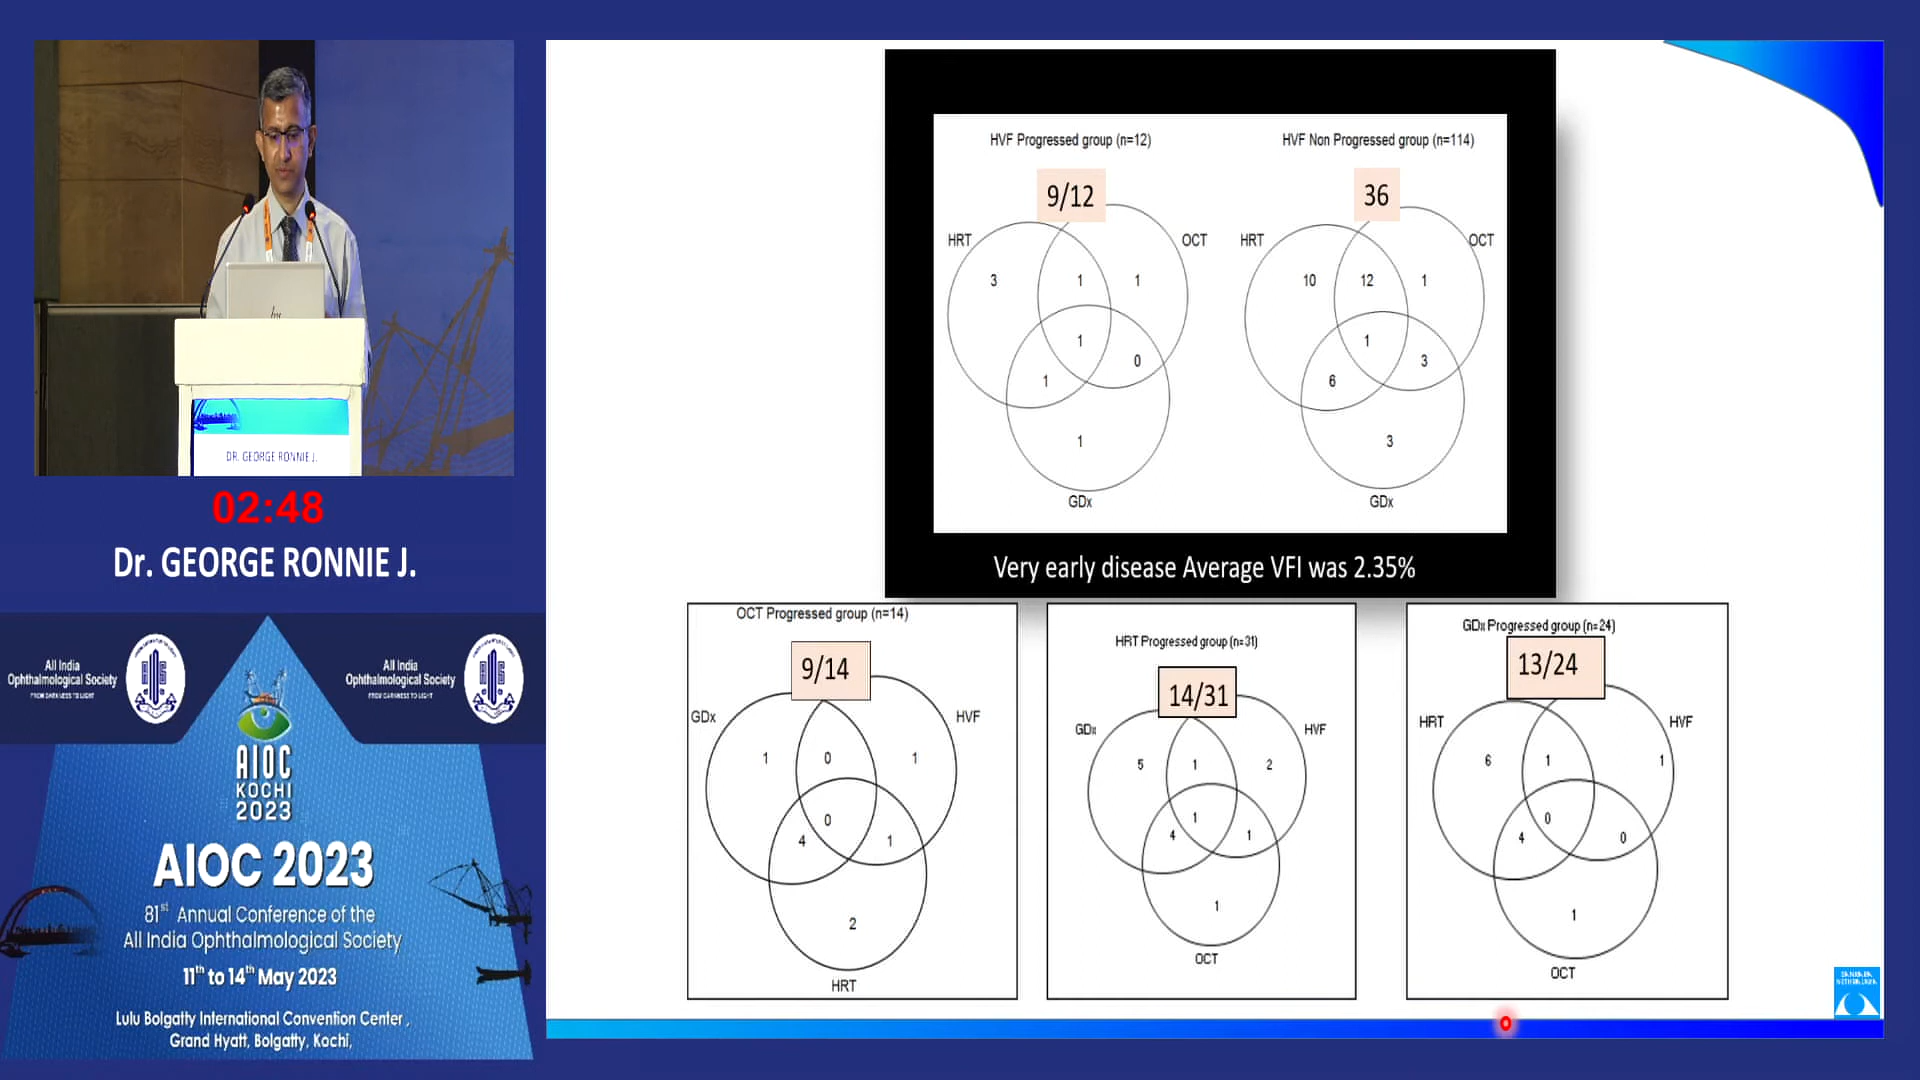 DR. GEORGE RONNIE J.
02:48
Dr. GEORGE RONNIE J.
All India
Ophthalmological Society
FROM DARKNESS TO LIGHT
All India
Ophthalmological Society
FROM DARKNESS TO LIGHT
AIOC
KOCHI
2023
AIOC 2023
81st Annual Conference of the
All India Ophthalmological Society
11th to 14th May 2023
Lulu Bolgatty International Convention Center ,
Grand Hyatt, Bolgatty, Kochi,
HVF Progressed group (n=12)
9/12
HRT
OCT
3
1
1
1
0
1
1
GDx
HVF Non Progressed group (n=114)
36
HRT
OCT
10
12
1
1
3
6
3
GDx
Very early disease Average VFI was 2.35%
OCT Progressed group (n=14)
9/14
GDx
HVF
1
0
1
0
4
1
2
HRT
HRT Progressed group (n=31)
14/31
GDx
HVF
5
1
2
1
4
1
1
OCT
GDx Progressed group (n=24)
13/24
HRT
HVF
6
1
1
0
4
0
1
OCT